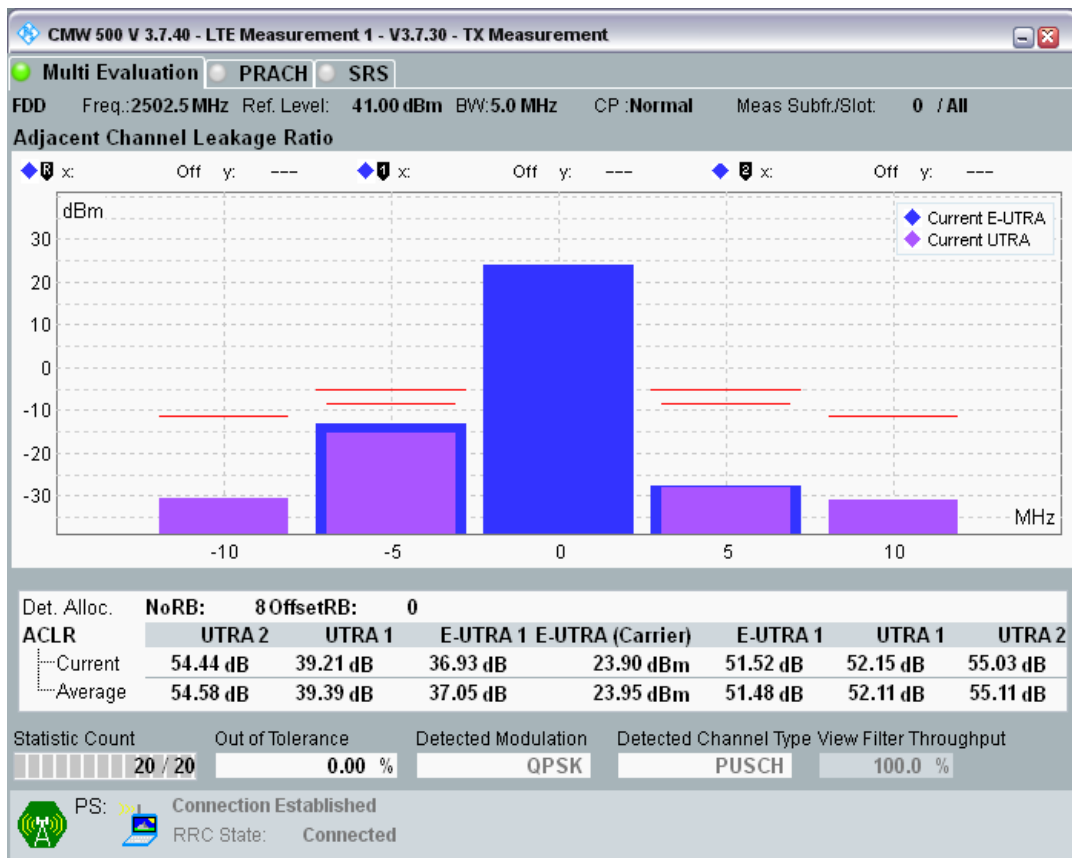 CMW 500 V 3.7.40 - LTE Measurement 1 - V3.7.30 - TX Measurement
Multi Evaluation PRACH SRS
FDD Freq.:2502.5 MHz Ref. Level: 41.00 dBm BW:5.0 MHz CP :Normal Meas Subfr./Slot: 0 / All
Adjacent Channel Leakage Ratio
R x: Off y: --- 1 x: Off y: --- 2 x: Off y: ---
dBm
Current E-UTRA
Current UTRA
30
20
10
0
-10
-20
-30
MHz
-10 -5 0 5 10
Det. Alloc. NoRB: 8 OffsetRB: 0
ACLR UTRA 2 UTRA 1 E-UTRA 1 E-UTRA (Carrier) E-UTRA 1 UTRA 1 UTRA 2
Current 54.44 dB 39.21 dB 36.93 dB 23.90 dBm 51.52 dB 52.15 dB 55.03 dB
Average 54.58 dB 39.39 dB 37.05 dB 23.95 dBm 51.48 dB 52.11 dB 55.11 dB
Statistic Count Out of Tolerance Detected Modulation Detected Channel Type View Filter Throughput
20 / 20 0.00 % QPSK PUSCH 100.0 %
PS: Connection Established
RRC State: Connected